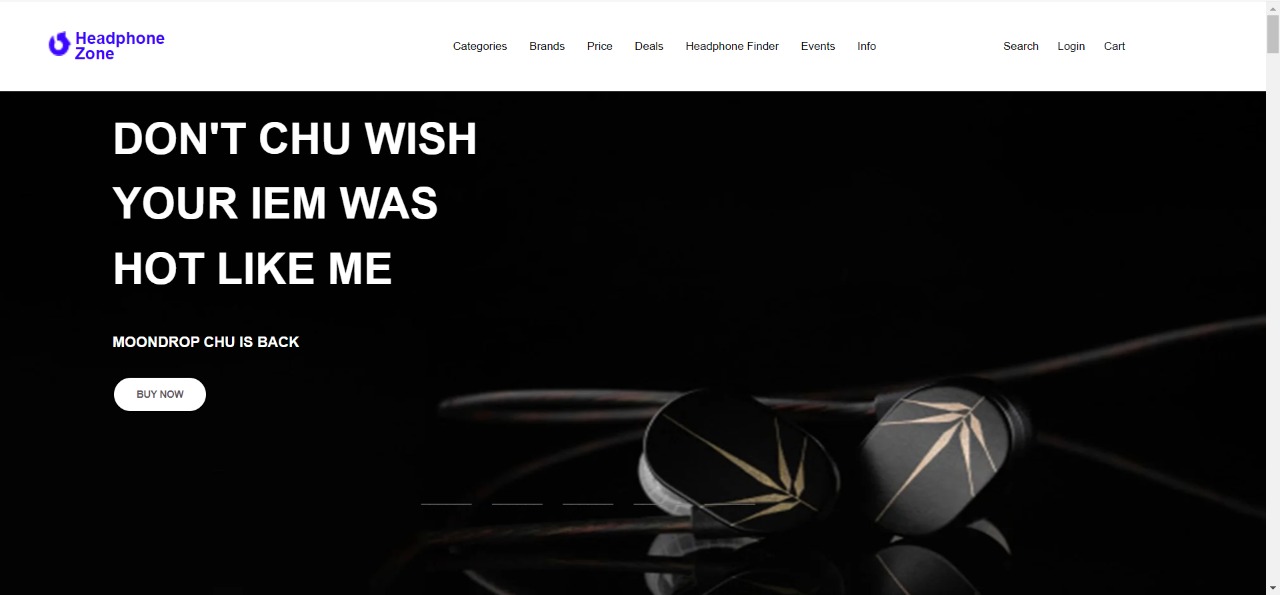 Headphone
Zone
Categories Brands Price Deals Headphone Finder Events Info Search Login Cart
DON'T CHU WISH
YOUR IEM WAS
HOT LIKE ME
MOONDROP CHU IS BACK
BUY NOW